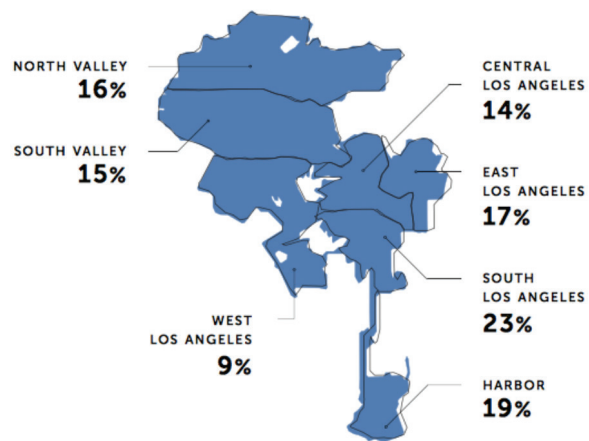 NORTH VALLEY
16%
SOUTH VALLEY
15%
WEST
LOS ANGELES
9%
CENTRAL
LOS ANGELES
14%
EAST
LOS ANGELES
17%
SOUTH
LOS ANGELES
23%
HARBOR
19%